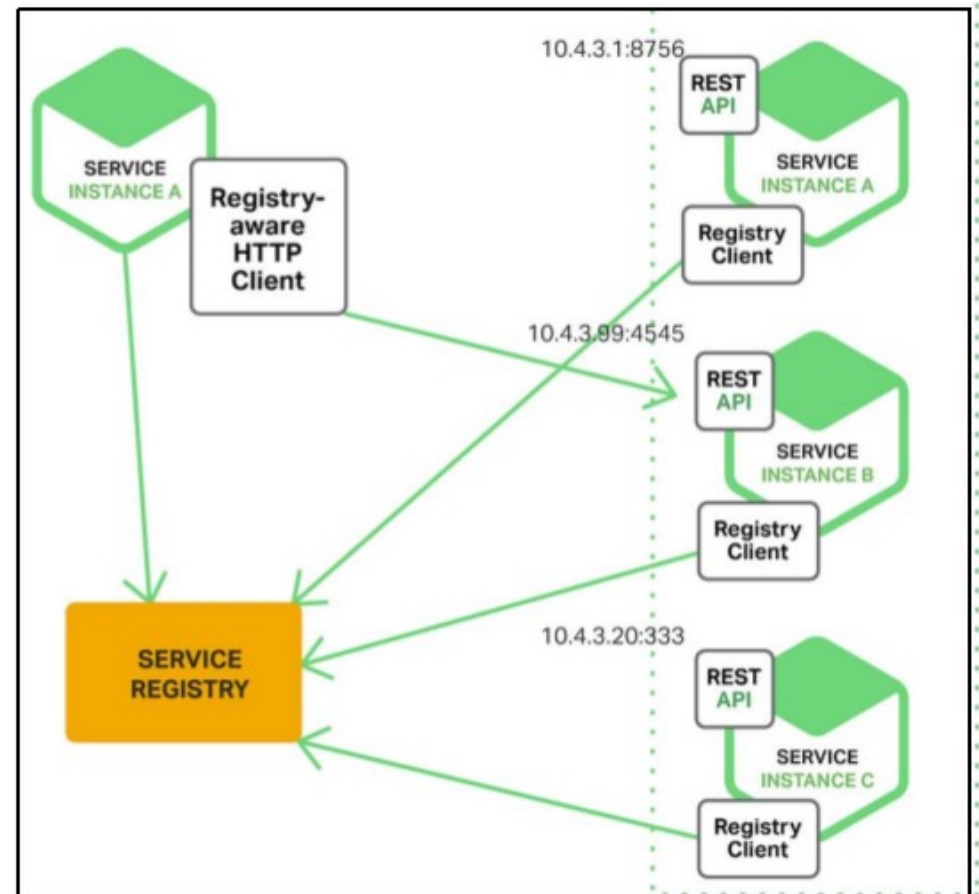 SERVICE
INSTANCE A
Registry-
aware
HTTP
Client
SERVICE
REGISTRY
10.4.3.1:8756
REST
API
SERVICE
INSTANCE A
Registry
Client
10.4.3.99:4545
REST
API
SERVICE
INSTANCE B
Registry
Client
10.4.3.20:333
REST
API
SERVICE
INSTANCE C
Registry
Client